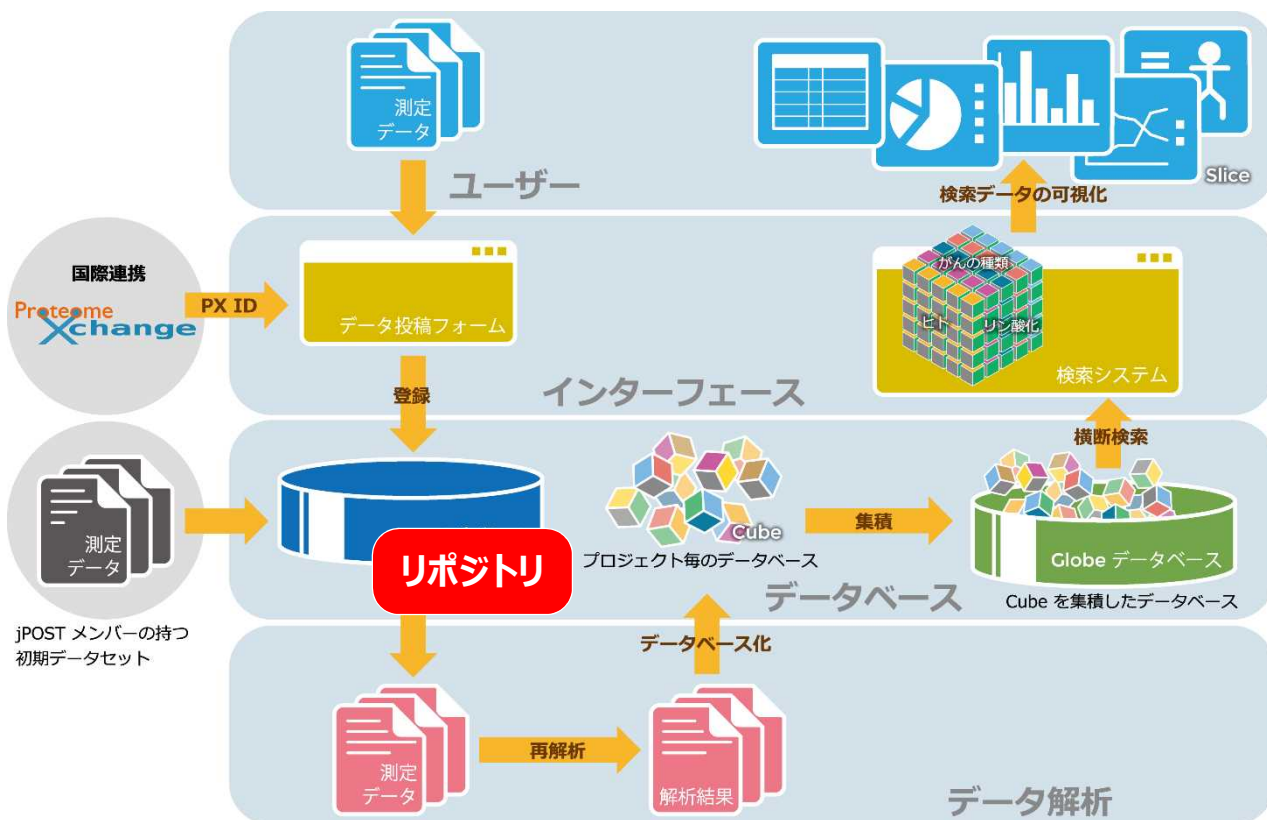 測定
データ
ユーザー
検索データの可視化
Slice
国際連携
Proteome
Xchange
PX ID
データ投稿フォーム
がんの種類
ヒト
リン酸化
検索システム
登録
インターフェース
横断検索
測定
データ
jPOST メンバーの持つ
初期データセット
リポジトリ
Cube
プロジェクト毎のデータベース
集積
Globe データベース
Cube を集積したデータベース
データベース
データベース化
測定
データ
再解析
解析結果
データ解析